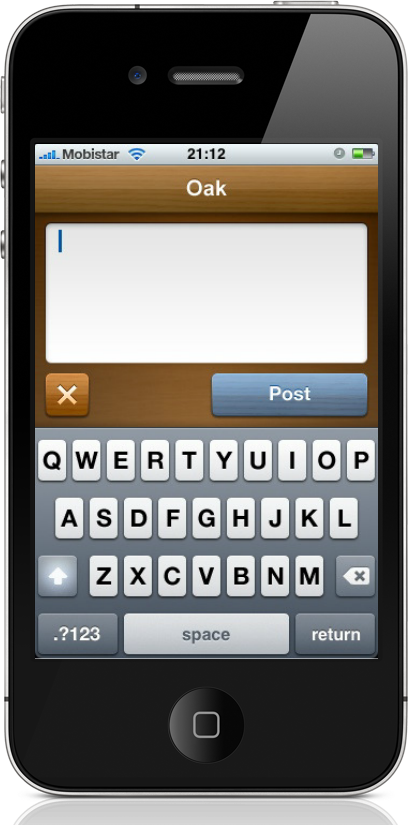 Mobistar 21:12
Oak
Post
Q W E R T Y U I O P
A S D F G H J K L
Z X C V B N M
.?123 space return